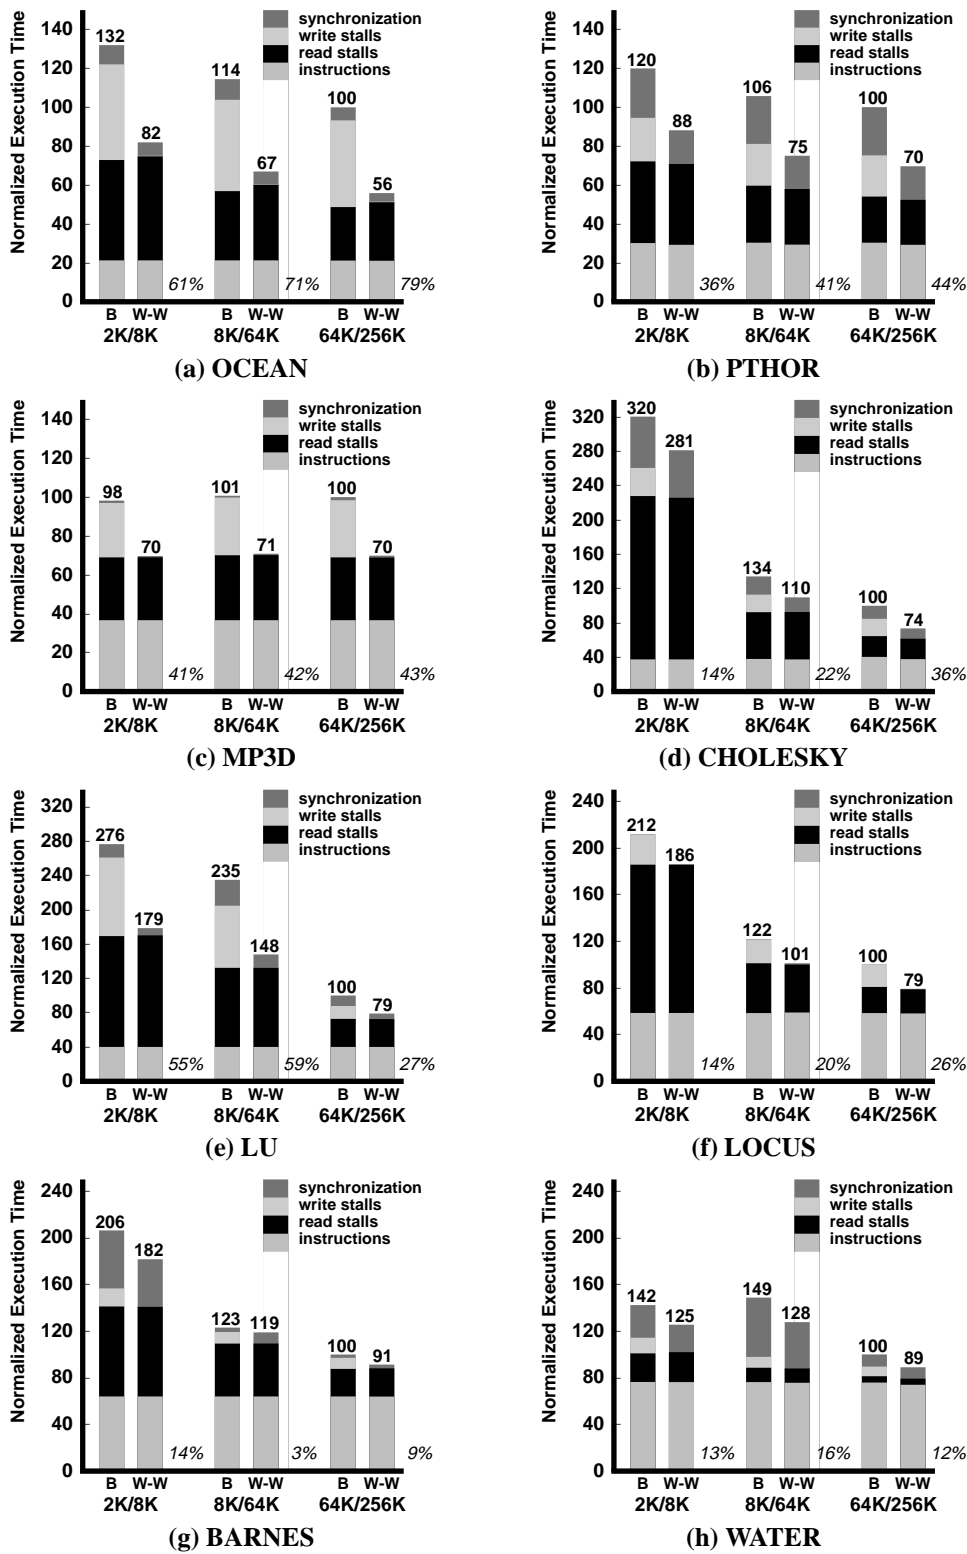 Normalized Execution Time
140
120
100
80
60
40
20
0
synchronization
write stalls
read stalls
instructions
132
82
114
67
100
56
61%
71%
79%
B W-W B W-W B W-W
2K/8K 8K/64K 64K/256K
(a) OCEAN
Normalized Execution Time
140
120
100
80
60
40
20
0
synchronization
write stalls
read stalls
instructions
120
88
106
75
100
70
36%
41%
44%
B W-W B W-W B W-W
2K/8K 8K/64K 64K/256K
(b) PTHOR
Normalized Execution Time
140
120
100
80
60
40
20
0
synchronization
write stalls
read stalls
instructions
98
70
101
71
100
70
41%
42%
43%
B W-W B W-W B W-W
2K/8K 8K/64K 64K/256K
(c) MP3D
Normalized Execution Time
320
280
240
200
160
120
80
40
0
synchronization
write stalls
read stalls
instructions
320
281
134
110
100
74
14%
22%
36%
B W-W B W-W B W-W
2K/8K 8K/64K 64K/256K
(d) CHOLESKY
Normalized Execution Time
320
280
240
200
160
120
80
40
0
synchronization
write stalls
read stalls
instructions
276
179
235
148
100
79
55%
59%
27%
B W-W B W-W B W-W
2K/8K 8K/64K 64K/256K
(e) LU
Normalized Execution Time
240
200
160
120
80
40
0
synchronization
write stalls
read stalls
instructions
212
186
122
101
100
79
14%
20%
26%
B W-W B W-W B W-W
2K/8K 8K/64K 64K/256K
(f) LOCUS
Normalized Execution Time
240
200
160
120
80
40
0
synchronization
write stalls
read stalls
instructions
206
182
123
119
100
91
14%
3%
9%
B W-W B W-W B W-W
2K/8K 8K/64K 64K/256K
(g) BARNES
Normalized Execution Time
240
200
160
120
80
40
0
synchronization
write stalls
read stalls
instructions
142
125
149
128
100
89
13%
16%
12%
B W-W B W-W B W-W
2K/8K 8K/64K 64K/256K
(h) WATER